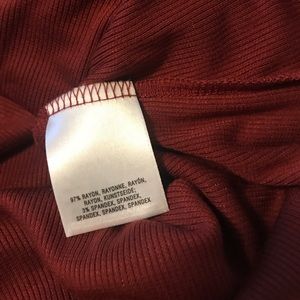 97% RAYON, RAYONNE, RAYÓN,
RAYON, KUNSTSEIDE;
3% SPANDEX, SPANDEX,
SPANDEX, SPANDEX, SPANDEX